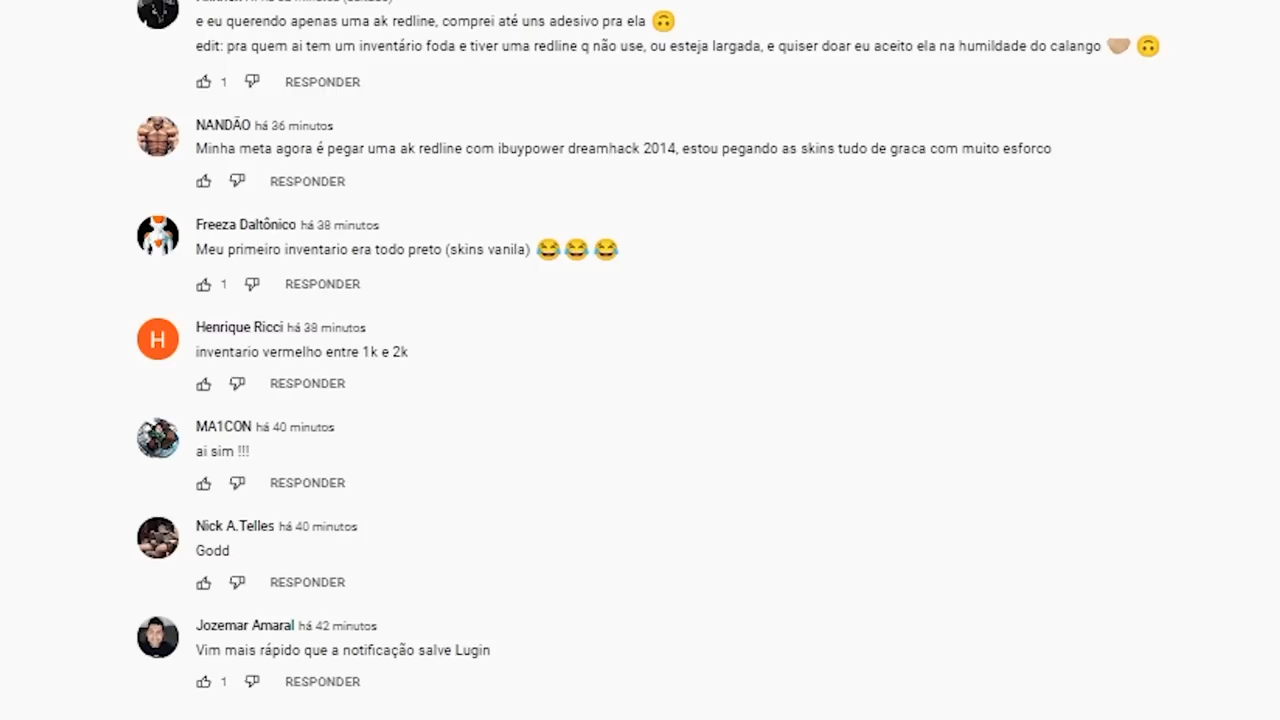 e eu querendo apenas uma ak redline, comprei até uns adesivo pra ela 🙃
edit: pra quem ai tem um inventário foda e tiver uma redline q não use, ou esteja largada, e quiser doar eu aceito ela na humildade do calango 🤝🏼 🙃
1 RESPONDER
NANDÃO há 36 minutos
Minha meta agora é pegar uma ak redline com ibuypower dreamhack 2014, estou pegando as skins tudo de graca com muito esforco
RESPONDER
Freeza Daltônico há 38 minutos
Meu primeiro inventario era todo preto (skins vanila) 😂 😂 😂
1 RESPONDER
H
Henrique Ricci há 38 minutos
inventario vermelho entre 1k e 2k
RESPONDER
MA1CON há 40 minutos
ai sim !!!
RESPONDER
Nick A.Telles há 40 minutos
Godd
RESPONDER
Jozemar Amaral há 42 minutos
Vim mais rápido que a notificação salve Lugin
1 RESPONDER